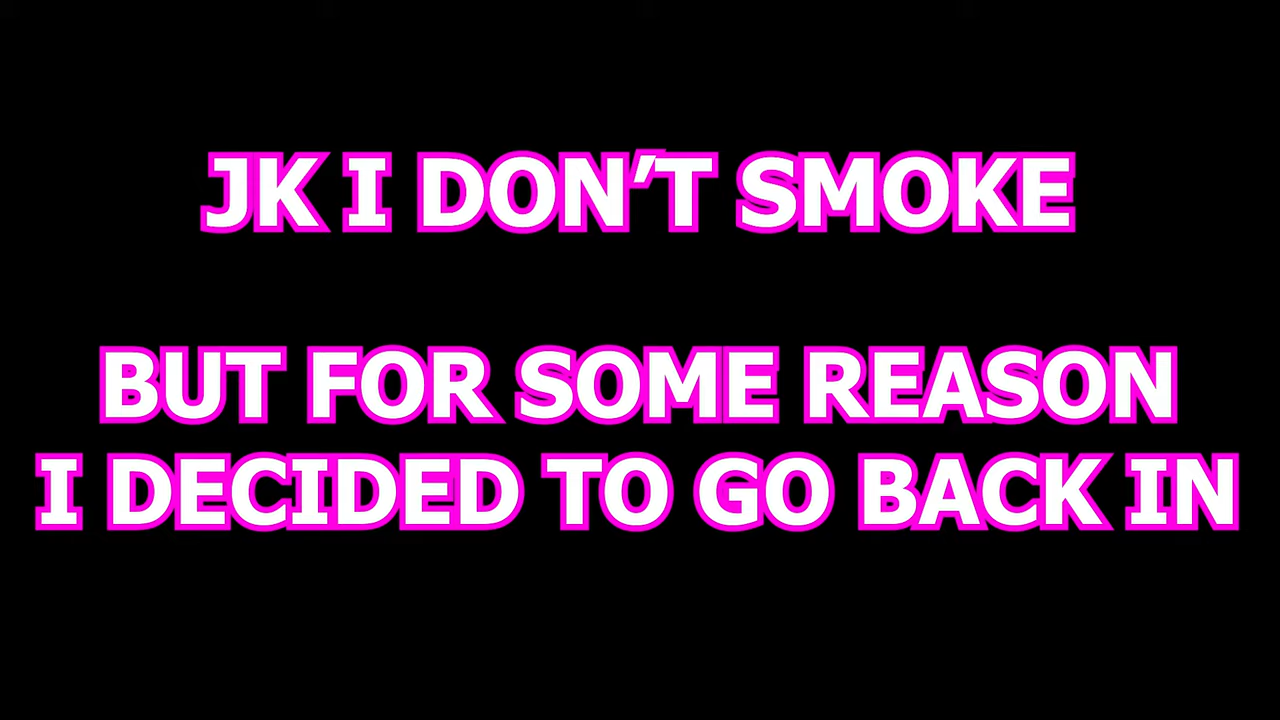 JK I DON’T SMOKE
BUT FOR SOME REASON
I DECIDED TO GO BACK IN